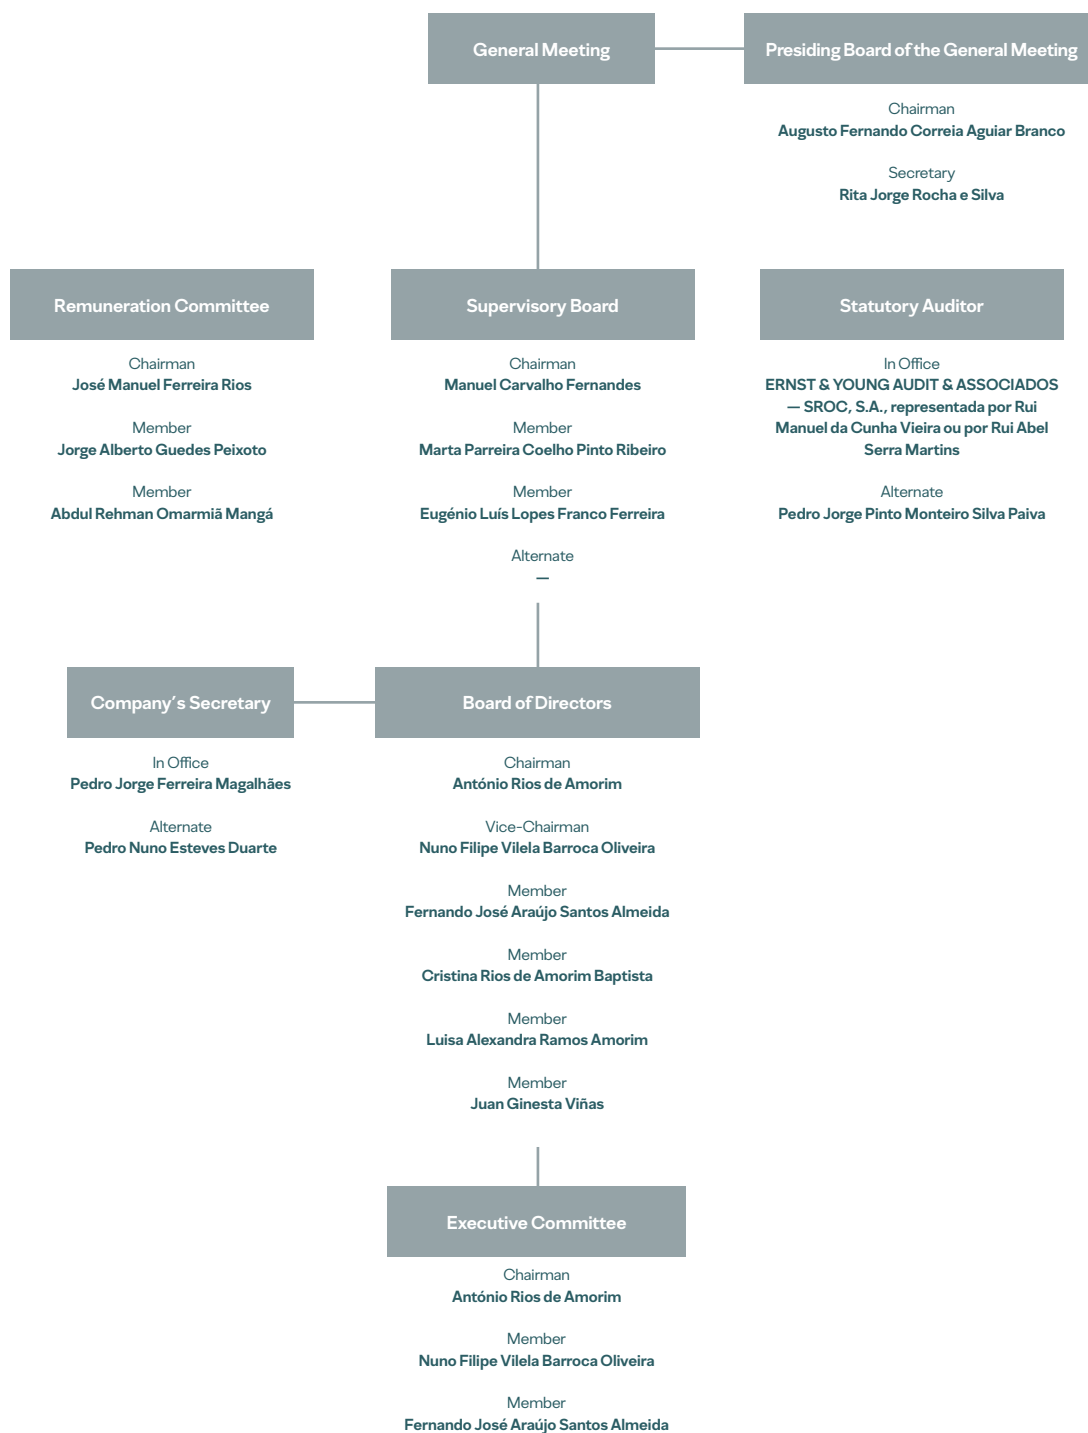 General Meeting
Presiding Board of the General Meeting
Chairman
Augusto Fernando Correia Aguiar Branco
Secretary
Rita Jorge Rocha e Silva
Remuneration Committee
Chairman
José Manuel Ferreira Rios
Member
Jorge Alberto Guedes Peixoto
Member
Abdul Rehman Omarmiã Mangá
Supervisory Board
Chairman
Manuel Carvalho Fernandes
Member
Marta Parreira Coelho Pinto Ribeiro
Member
Eugénio Luís Lopes Franco Ferreira
Alternate
—
Statutory Auditor
In Office
ERNST & YOUNG AUDIT & ASSOCIADOS
— SROC, S.A., representada por Rui
Manuel da Cunha Vieira ou por Rui Abel
Serra Martins
Alternate
Pedro Jorge Pinto Monteiro Silva Paiva
Company´s Secretary
In Office
Pedro Jorge Ferreira Magalhães
Alternate
Pedro Nuno Esteves Duarte
Board of Directors
Chairman
António Rios de Amorim
Vice-Chairman
Nuno Filipe Vilela Barroca Oliveira
Member
Fernando José Araújo Santos Almeida
Member
Cristina Rios de Amorim Baptista
Member
Luisa Alexandra Ramos Amorim
Member
Juan Ginesta Viñas
Executive Committee
Chairman
António Rios de Amorim
Member
Nuno Filipe Vilela Barroca Oliveira
Member
Fernando José Araújo Santos Almeida